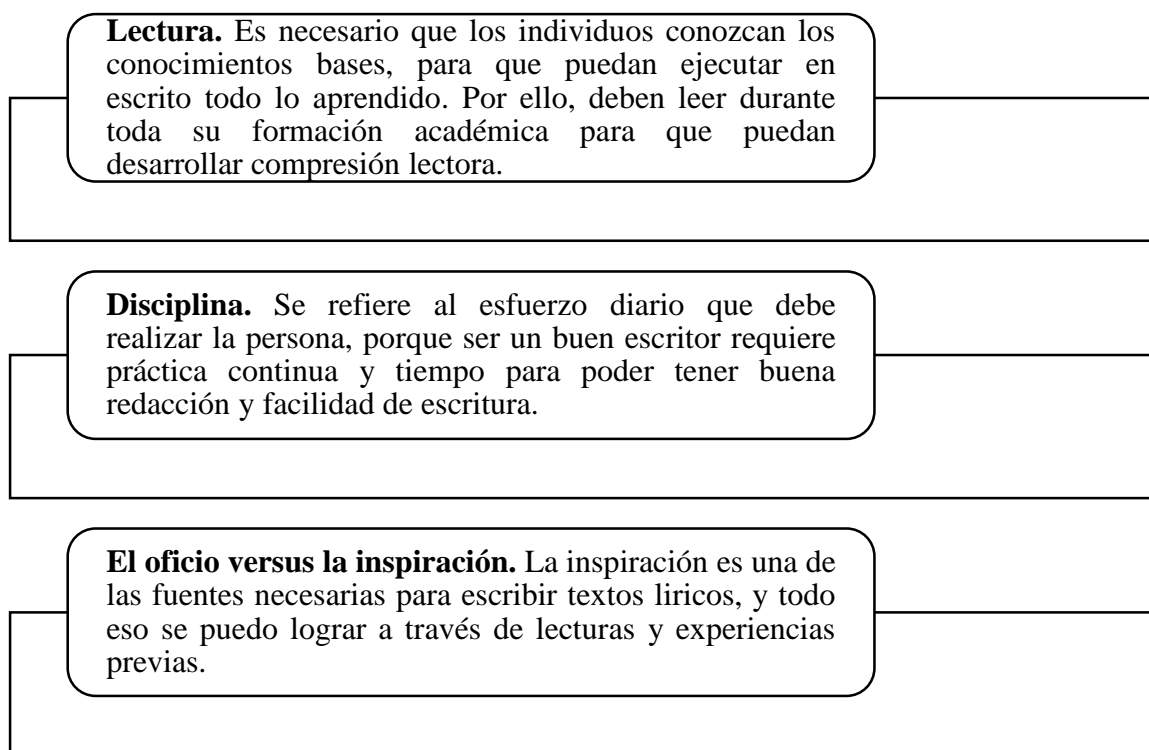 Lectura. Es necesario que los individuos conozcan los
conocimientos bases, para que puedan ejecutar en
escrito todo lo aprendido. Por ello, deben leer durante
toda su formación académica para que puedan
desarrollar compresión lectora.
Disciplina. Se refiere al esfuerzo diario que debe
realizar la persona, porque ser un buen escritor requiere
práctica continua y tiempo para poder tener buena
redacción y facilidad de escritura.
El oficio versus la inspiración. La inspiración es una de
las fuentes necesarias para escribir textos liricos, y todo
eso se puedo lograr a través de lecturas y experiencias
previas.